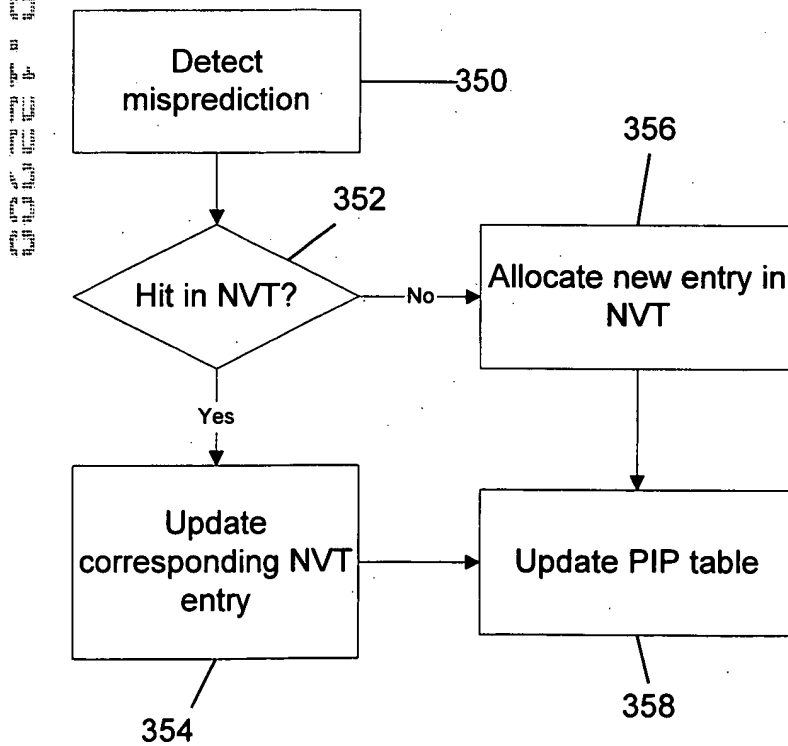 Detect
misprediction
350
356
352
Hit in NVT?
No
Allocate new entry in
NVT
Yes
Update
corresponding NVT
entry
Update PIP table
354
358